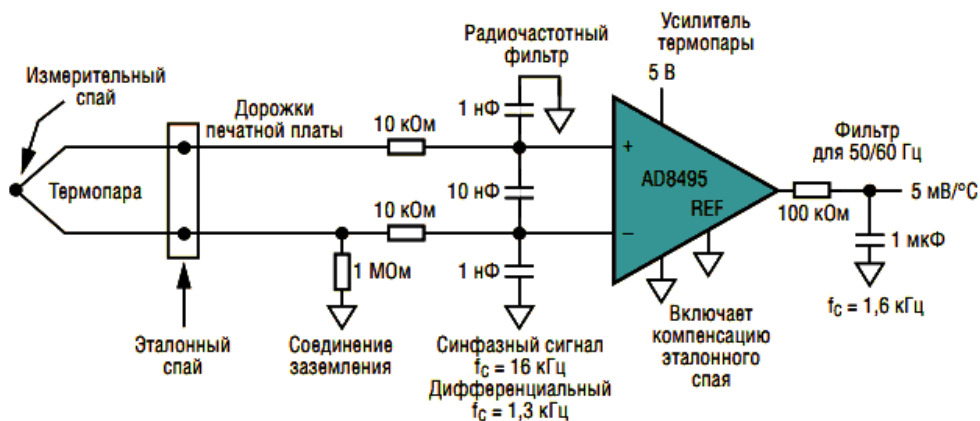 Измерительный
спай
Дорожки
печатной платы
Термопара
Эталонный
спай
10 кОм
10 кОм
1 МОм
Соединение
заземления
Радиочастотный
фильтр
1 нФ
10 нФ
1 нФ
Синфазный сигнал
fC = 16 кГц
Дифференциальный
fC = 1,3 кГц
Усилитель
термопары
5 В
+
AD8495
REF
–
Включает
компенсацию
эталонного
спая
Фильтр
для 50/60 Гц
100 кОм
5 мВ/°C
1 мкФ
fC = 1,6 кГц